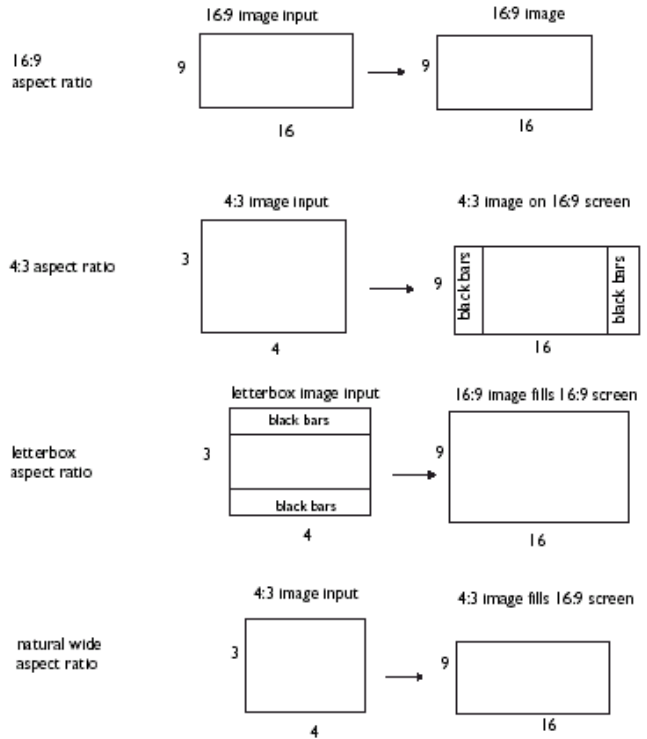 16:9 image input
16:9 image
16:9
aspect ratio
9
9
16
16
4:3 image input
4:3 image on 16:9 screen
4:3 aspect ratio
3
9
black bars
black bars
4
16
letterbox image input
16:9 image fills 16:9 screen
black bars
letterbox
aspect ratio
3
9
black bars
4
16
4:3 image input
4:3 image fills 16:9 screen
natural wide
aspect ratio
3
9
4
16